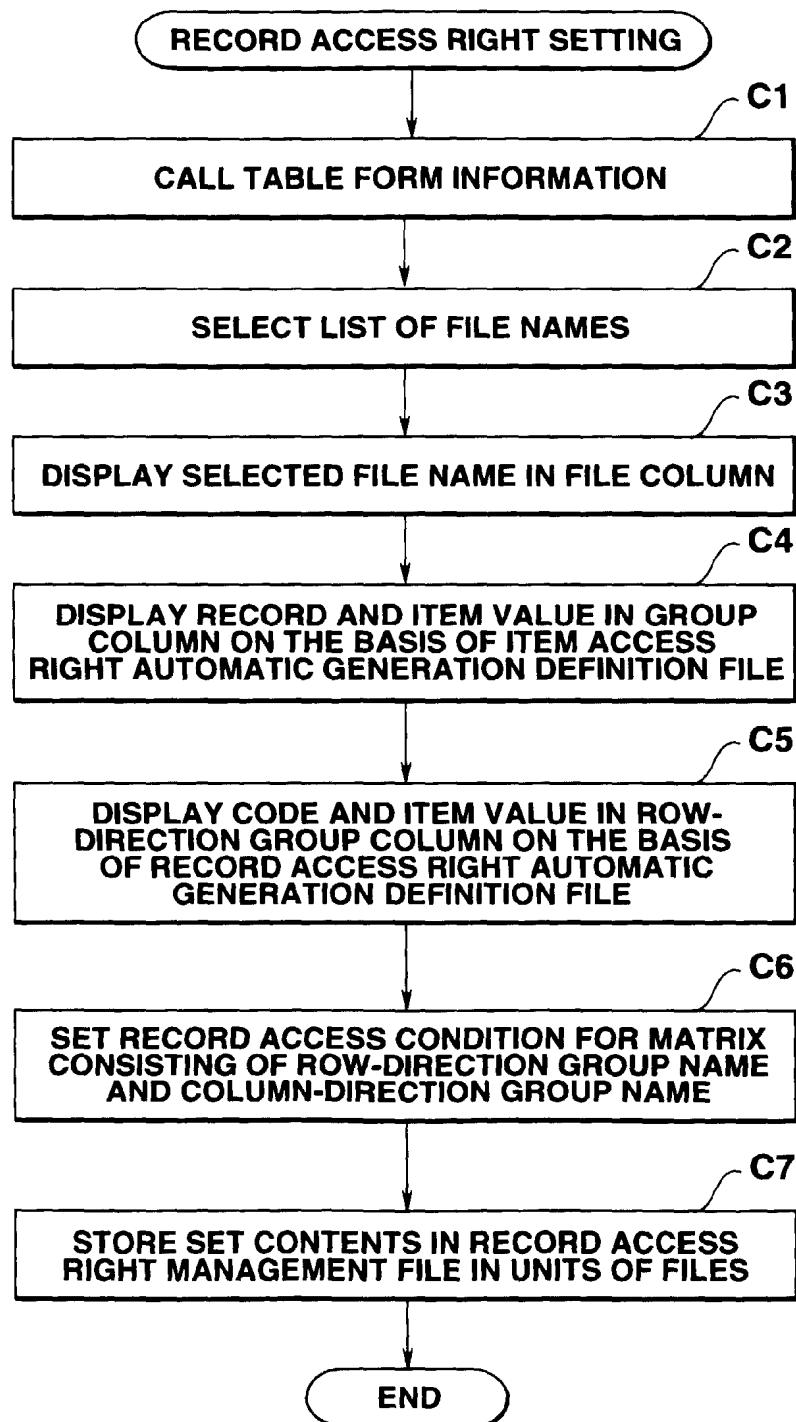 RECORD ACCESS RIGHT SETTING
C1
CALL TABLE FORM INFORMATION
C2
SELECT LIST OF FILE NAMES
C3
DISPLAY SELECTED FILE NAME IN FILE COLUMN
C4
DISPLAY RECORD AND ITEM VALUE IN GROUP
COLUMN ON THE BASIS OF ITEM ACCESS
RIGHT AUTOMATIC GENERATION DEFINITION FILE
C5
DISPLAY CODE AND ITEM VALUE IN ROW-
DIRECTION GROUP COLUMN ON THE BASIS
OF RECORD ACCESS RIGHT AUTOMATIC
GENERATION DEFINITION FILE
C6
SET RECORD ACCESS CONDITION FOR MATRIX
CONSISTING OF ROW-DIRECTION GROUP NAME
AND COLUMN-DIRECTION GROUP NAME
C7
STORE SET CONTENTS IN RECORD ACCESS
RIGHT MANAGEMENT FILE IN UNITS OF FILES
END